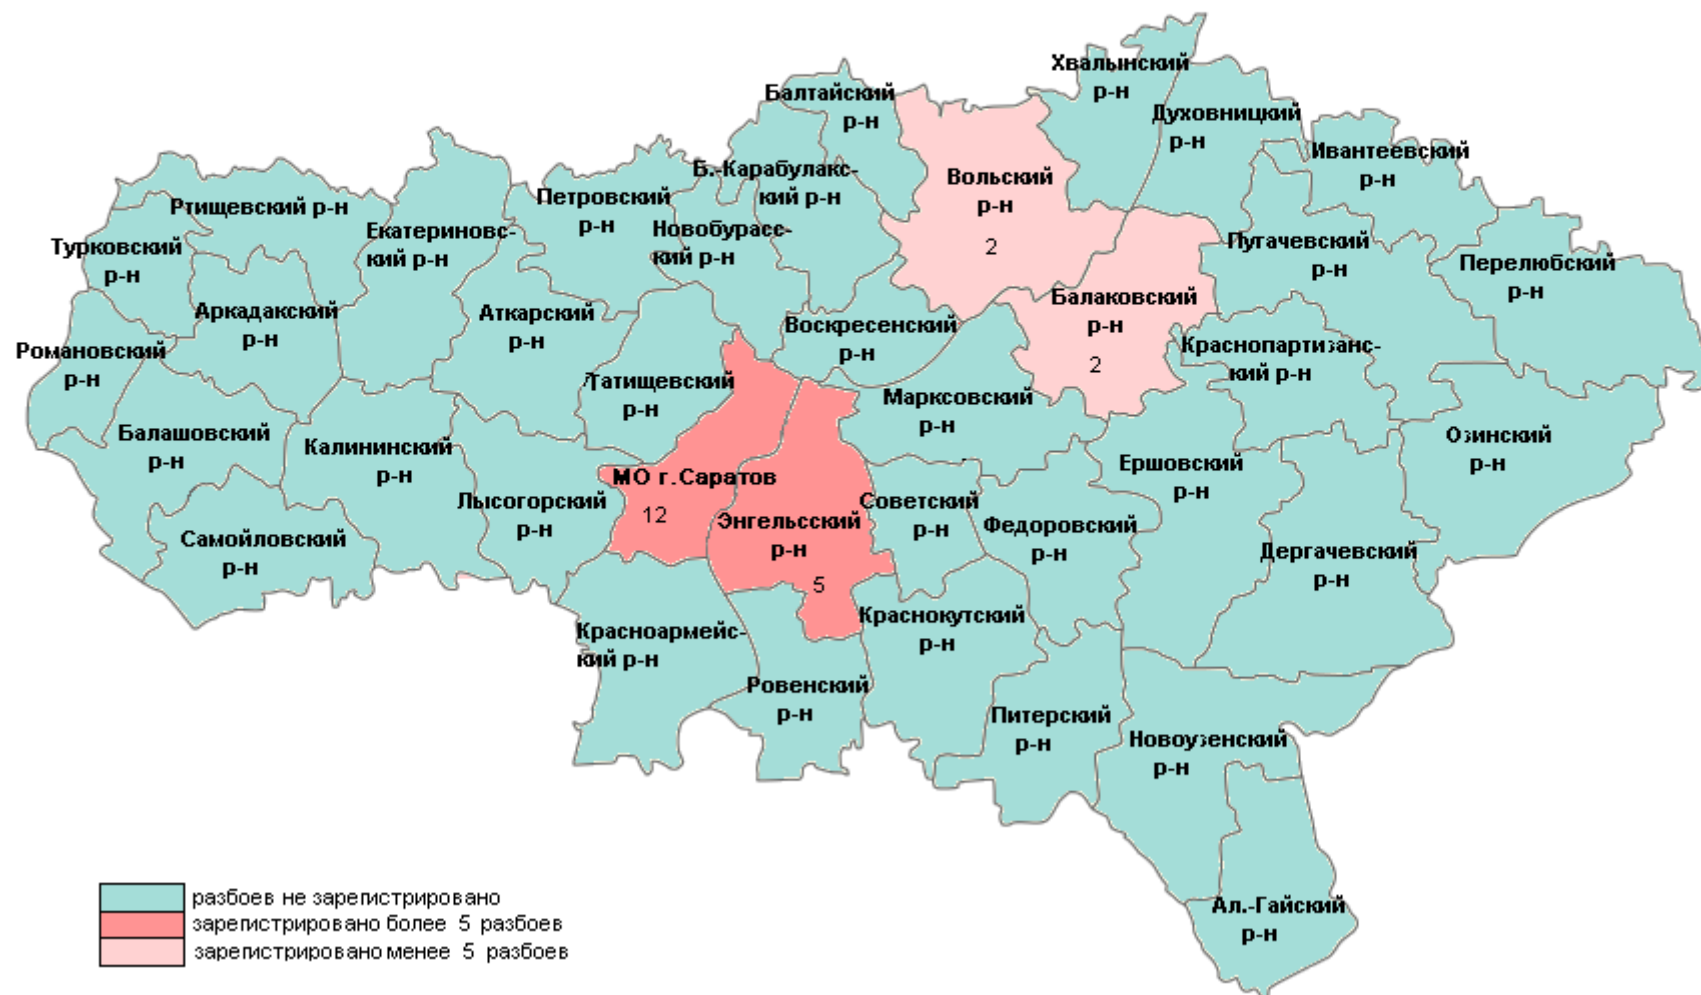 Хвалынский
р-н
Балтайский
р-н
Духовницкий
р-н
Ивантеевский
р-н
Б.-Карабулакс-
кий р-н
Вольский
р-н
2
Петровский
р-н
Ртищевский р-н
Екатериновс-
кий р-н
Новобурасс-
кий р-н
Турковский
р-н
Пугачевский
р-н
Перелюбский
р-н
Аркадакский
р-н
Аткарский
р-н
Балаковский
р-н
2
Воскресенский
р-н
Краснопартизанс-
кий р-н
Романовский
р-н
Татищевский
р-н
Марксовский
р-н
Балашовский
р-н
Калининский
р-н
Озинский
р-н
Ершовский
р-н
МО г.Саратов
12
Лысогорский
р-н
Советский
р-н
Энгельсский
р-н
5
Федоровский
р-н
Самойловский
р-н
Дергачевский
р-н
Краснокутский
р-н
Красноармейс-
кий р-н
Ровенский
р-н
Питерский
р-н
Новоузенский
р-н
Ал.-Гайский
р-н
разбоев не зарегистрировано
зарегистрировано более 5 разбоев
зарегистрировано менее 5 разбоев